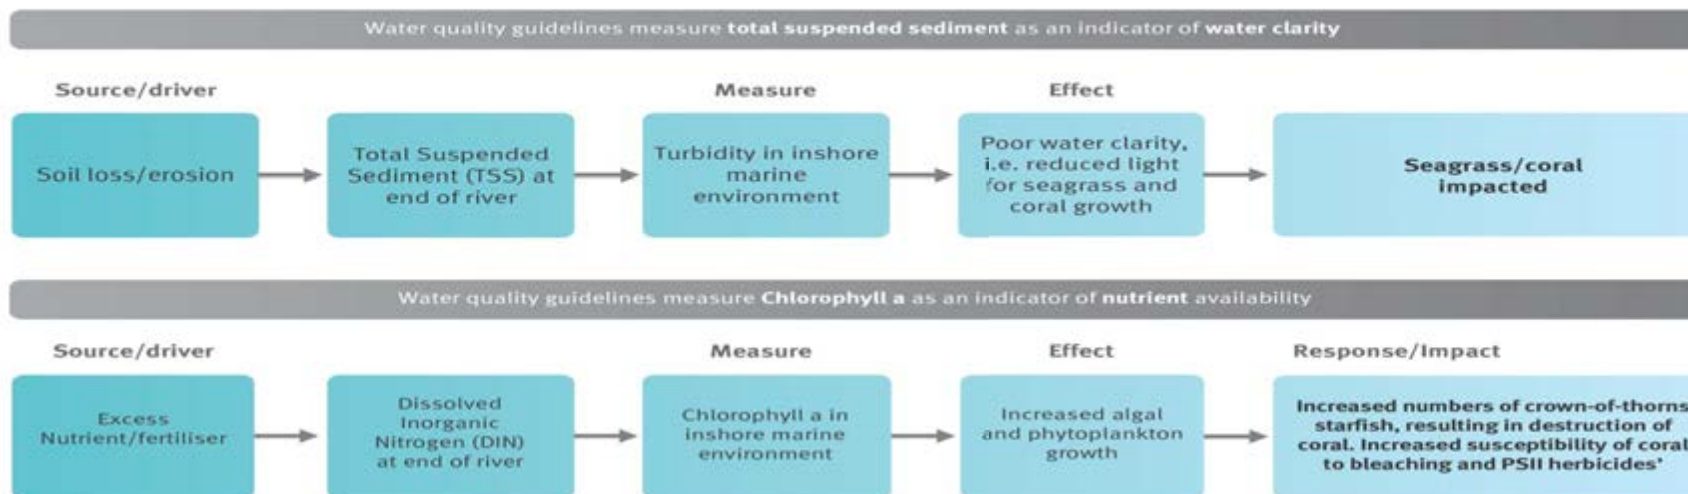 Water quality guidelines measure total suspended sediment as an indicator of water clarity
Source/driver
Measure
Effect
Soil loss/erosion
Total Suspended
Sediment (TSS) at
end of river
Turbidity in inshore
marine
environment
Poor water clarity,
i.e. reduced light
for seagrass and
coral growth
Seagrass/coral
impacted
Water quality guidelines measure Chlorophyll a as an indicator of nutrient availability
Source/driver
Measure
Effect
Response/Impact
Excess
Nutrient/fertiliser
Dissolved
Inorganic
Nitrogen (DIN)
at end of river
Chlorophyll a in
inshore marine
environment
Increased algal
and phytoplankton
growth
Increased numbers of crown-of-thorns
starfish, resulting in destruction of
coral. Increased susceptibility of coral
to bleaching and PSII herbicides*